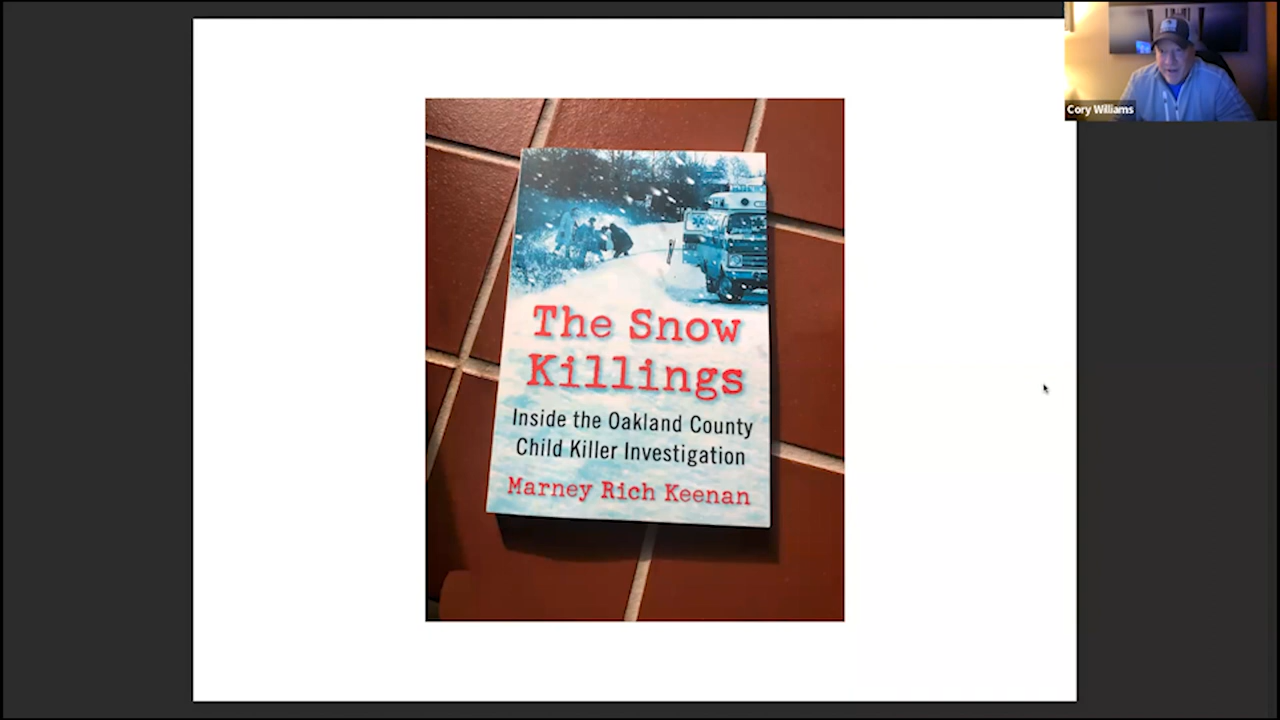 Cory Williams
The Snow
Killings
Inside the Oakland County
Child Killer Investigation
Marney Rich Keenan